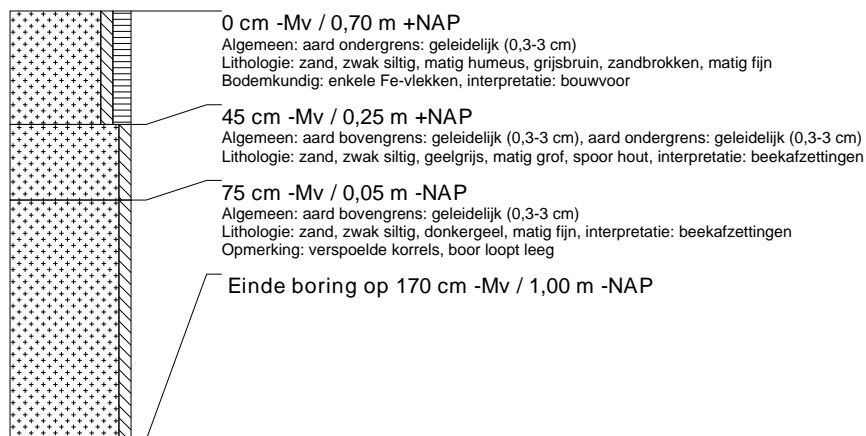 0 cm -Mv / 0,70 m +NAP
Algemeen: aard ondergrens: geleidelijk (0,3-3 cm)
Lithologie: zand, zwak siltig, matig humeus, grijsbruin, zandbrokken, matig fijn
Bodemkundig: enkele Fe-vlekken, interpretatie: bouwvoor
45 cm -Mv / 0,25 m +NAP
Algemeen: aard bovengrens: geleidelijk (0,3-3 cm), aard ondergrens: geleidelijk (0,3-3 cm)
Lithologie: zand, zwak siltig, geelgrijs, matig grof, spoor hout, interpretatie: beekafzettingen
75 cm -Mv / 0,05 m -NAP
Algemeen: aard bovengrens: geleidelijk (0,3-3 cm)
Lithologie: zand, zwak siltig, donkergeel, matig fijn, interpretatie: beekafzettingen
Opmerking: verspoelde korrels, boor loopt leeg
Einde boring op 170 cm -Mv / 1,00 m -NAP